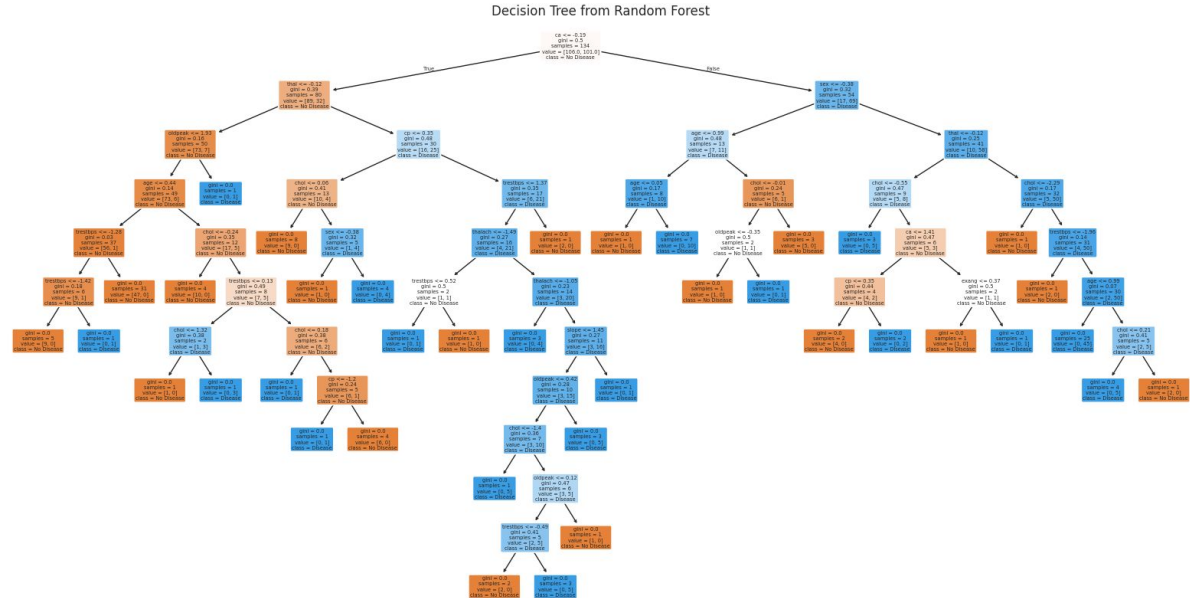 Decision Tree from Random Forest
ca <= -0.19
gini = 0.5
samples = 134
value = [106.0, 101.0]
class = No Disease
True
False
thal <= -0.12
gini = 0.39
samples = 80
value = [89, 32]
class = No Disease
sex <= -0.38
gini = 0.32
samples = 54
value = [17, 69]
class = Disease
oldpeak <= 1.92
gini = 0.16
samples = 50
value = [73, 7]
class = No Disease
cp <= 0.35
gini = 0.48
samples = 30
value = [16, 25]
class = Disease
age <= 0.99
gini = 0.48
samples = 13
value = [7, 11]
class = Disease
thal <= -0.12
gini = 0.25
samples = 41
value = [10, 58]
class = Disease
age <= 0.44
gini = 0.14
samples = 49
value = [73, 6]
class = No Disease
gini = 0.0
samples = 1
value = [0, 1]
class = Disease
chol <= 0.06
gini = 0.41
samples = 13
value = [10, 4]
class = No Disease
trestbps <= 1.37
gini = 0.35
samples = 17
value = [6, 21]
class = Disease
age <= 0.05
gini = 0.17
samples = 8
value = [1, 10]
class = Disease
chol <= -0.01
gini = 0.24
samples = 5
value = [6, 1]
class = No Disease
chol <= -0.55
gini = 0.47
samples = 9
class = Disease
chol <= -2.29
gini = 0.17
samples = 32
value = [5, 50]
class = Disease
trestbps <= -1.28
gini = 0.03
samples = 37
value = [56, 1]
class = No Disease
chol <= -0.24
gini = 0.35
samples = 12
value = [17, 5]
class = No Disease
gini = 0.0
samples = 8
value = [9, 0]
class = No Disease
sex <= -0.38
gini = 0.32
samples = 5
value = [1, 4]
class = Disease
thalach <= -1.49
gini = 0.27
samples = 16
value = [4, 21]
class = Disease
gini = 0.0
samples = 1
value = [2, 0]
class = No Disease
gini = 0.0
samples = 1
value = [1, 0]
class = No Disease
gini = 0.0
samples = 7
value = [0, 10]
class = Disease
oldpeak <= -0.35
gini = 0.5
samples = 2
value = [1, 1]
class = No Disease
gini = 0.0
samples = 3
value = [5, 0]
class = No Disease
gini = 0.0
samples = 3
value = [0, 5]
class = Disease
ca <= 1.41
gini = 0.47
samples = 6
value = [5, 3]
class = No Disease
gini = 0.0
samples = 1
value = [1, 0]
class = No Disease
trestbps <= -0.96
gini = 0.14
samples = 31
value = [4, 50]
class = Disease
trestbps <= -1.42
gini = 0.18
samples = 6
value = [9, 1]
class = No Disease
gini = 0.0
samples = 31
value = [47, 0]
class = No Disease
gini = 0.0
samples = 4
value = [10, 0]
class = No Disease
trestbps <= 0.13
gini = 0.49
samples = 8
value = [7, 5]
class = No Disease
gini = 0.0
samples = 1
value = [1, 0]
class = No Disease
gini = 0.0
samples = 4
value = [0, 4]
class = Disease
trestbps <= 0.52
gini = 0.5
samples = 2
value = [1, 1]
class = No Disease
thalach <= -1.05
gini = 0.23
samples = 14
value = [3, 20]
class = Disease
gini = 0.0
samples = 1
value = [1, 0]
class = No Disease
gini = 0.0
samples = 1
value = [0, 1]
class = Disease
cp <= 0.35
gini = 0.44
samples = 4
value = [4, 2]
class = No Disease
exang <= 0.37
gini = 0.5
samples = 2
value = [1, 1]
class = No Disease
gini = 0.0
samples = 1
value = [2, 0]
class = No Disease
gini = 0.07
samples = 30
value = [2, 50]
class = Disease
gini = 0.0
samples = 5
value = [9, 0]
class = No Disease
gini = 0.0
samples = 1
value = [0, 1]
class = Disease
chol <= 1.32
gini = 0.38
samples = 2
value = [1, 3]
class = Disease
chol <= 0.18
gini = 0.38
samples = 6
value = [6, 2]
class = No Disease
gini = 0.0
samples = 1
value = [0, 1]
class = Disease
gini = 0.0
samples = 1
value = [1, 0]
class = No Disease
gini = 0.0
samples = 3
value = [0, 4]
class = Disease
slope <= 1.45
gini = 0.27
samples = 11
value = [3, 16]
class = Disease
gini = 0.0
samples = 2
value = [4, 0]
class = No Disease
gini = 0.0
samples = 2
value = [0, 2]
class = Disease
gini = 0.0
samples = 1
value = [1, 0]
class = No Disease
gini = 0.0
samples = 1
value = [0, 1]
class = Disease
gini = 0.0
value = [0, 45]
class = Disease
chol <= 0.21
gini = 0.41
samples = 5
value = [2, 5]
class = Disease
gini = 0.0
samples = 1
value = [1, 0]
class = No Disease
gini = 0.0
samples = 1
value = [0, 3]
class = Disease
gini = 0.0
samples = 1
value = [0, 1]
class = Disease
cp <= -1.2
gini = 0.24
samples = 5
value = [6, 1]
class = No Disease
oldpeak <= 0.42
gini = 0.28
samples = 10
value = [3, 15]
class = Disease
gini = 0.0
samples = 1
value = [0, 1]
class = Disease
gini = 0.0
samples = 4
value = [0, 5]
class = Disease
gini = 0.0
samples = 1
value = [2, 0]
class = No Disease
gini = 0.0
samples = 1
value = [0, 1]
class = Disease
gini = 0.0
samples = 4
value = [6, 0]
class = No Disease
chol <= -1.4
gini = 0.36
samples = 7
value = [3, 10]
class = Disease
gini = 0.0
samples = 3
value = [0, 5]
class = Disease
gini = 0.0
samples = 1
value = [0, 5]
class = Disease
oldpeak <= 0.12
gini = 0.47
samples = 6
value = [3, 5]
class = Disease
trestbps <= -0.49
gini = 0.41
samples = 5
value = [2, 5]
class = Disease
gini = 0.0
samples = 1
value = [1, 0]
class = No Disease
gini = 0.0
samples = 2
value = [2, 0]
class = No Disease
gini = 0.0
samples = 3
value = [0, 5]
class = Disease